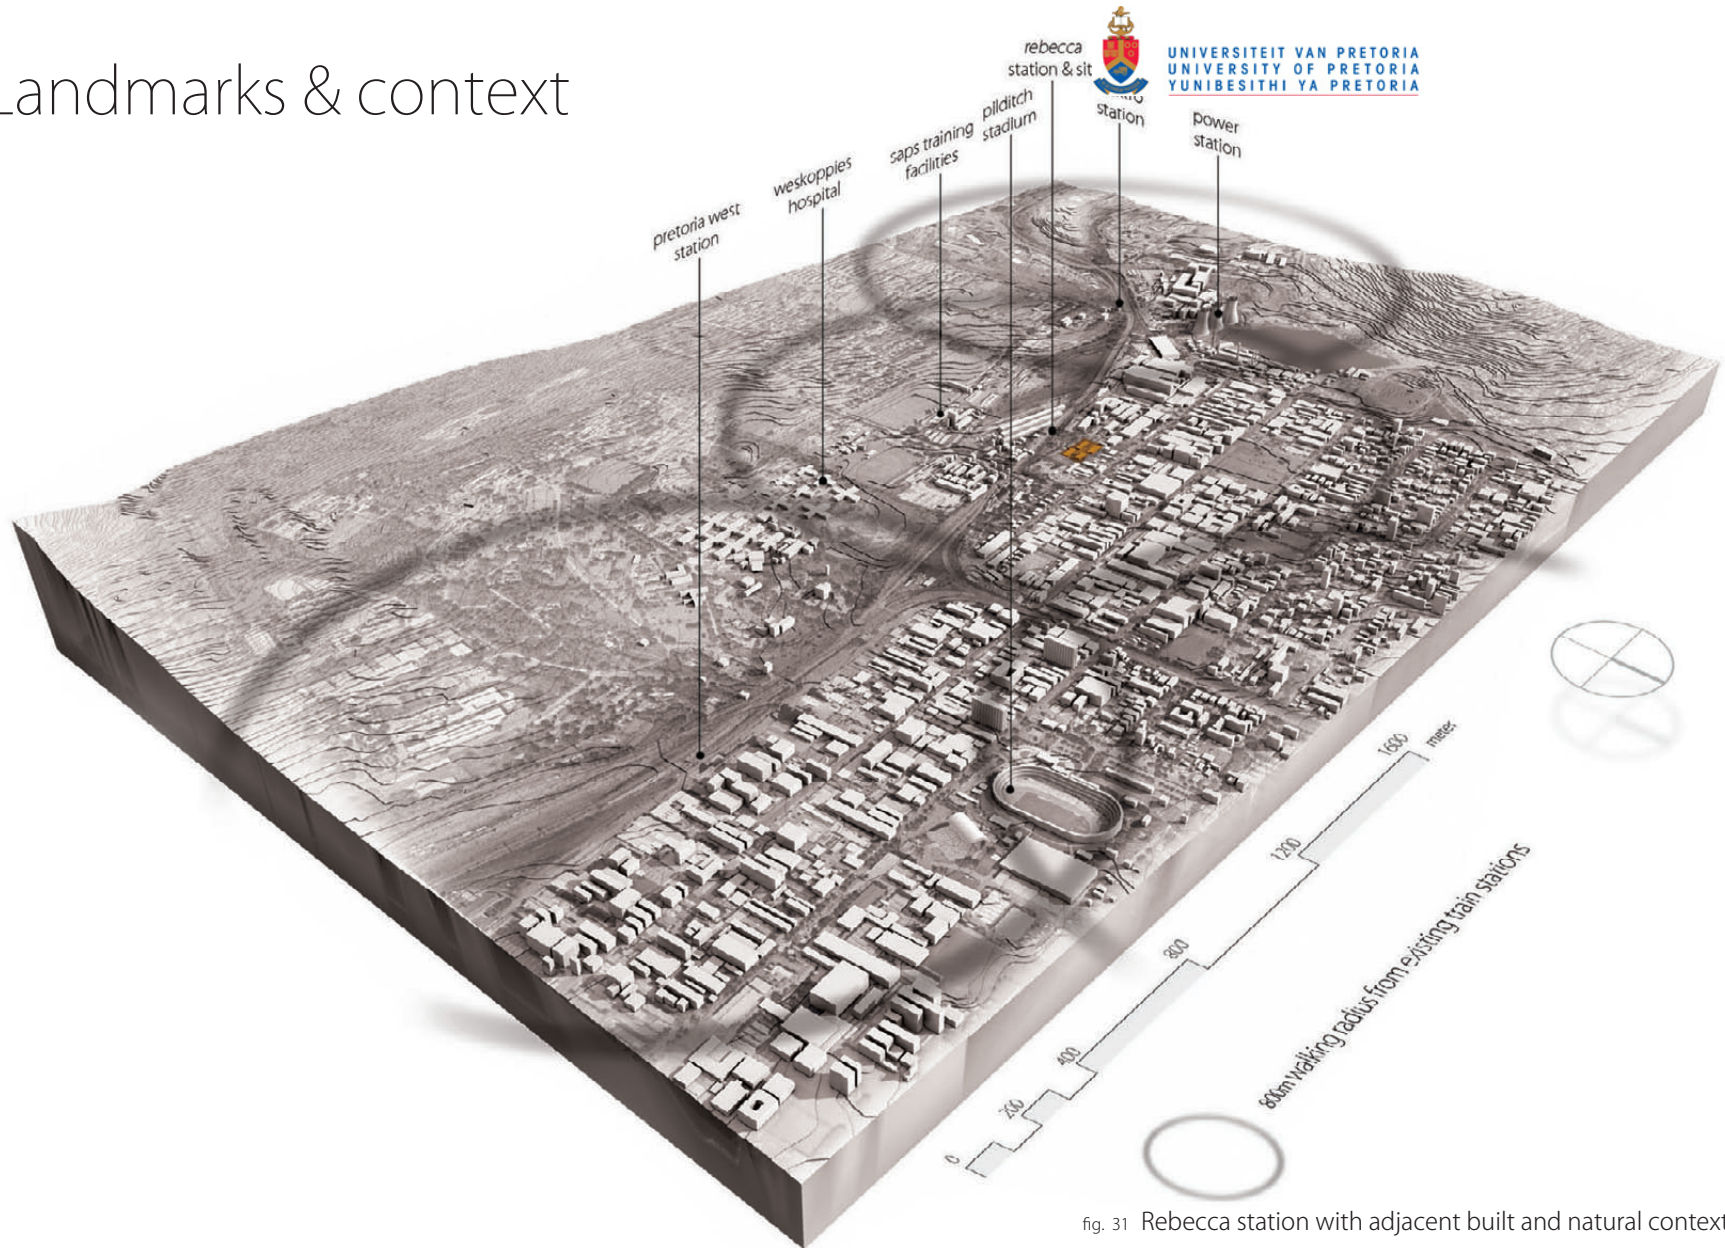 Landmarks & context
UNIVERSITEIT VAN PRETORIA
UNIVERSITY OF PRETORIA
YUNIBESITHI YA PRETORIA
pretoria west
station
weskoppies
hospital
saps training
facilities
pilditch
stadium
rebecca
station & sit
station
power
station
0
200
400
800
1200
1600
meter
800m walking radius from existing train stations
fig. 31 Rebecca station with adjacent built and natural context